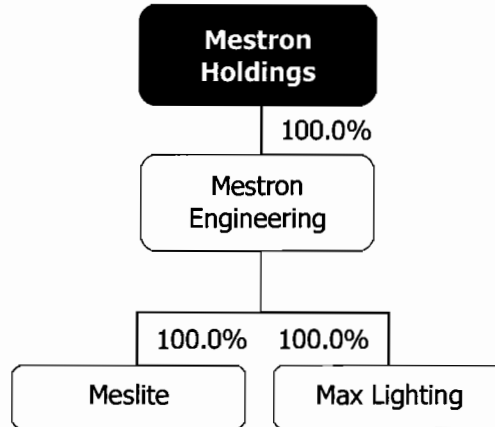 Mestron
Holdings
100.0%
Mestron
Engineering
100.0% 100.0%
Meslite
Max Lighting